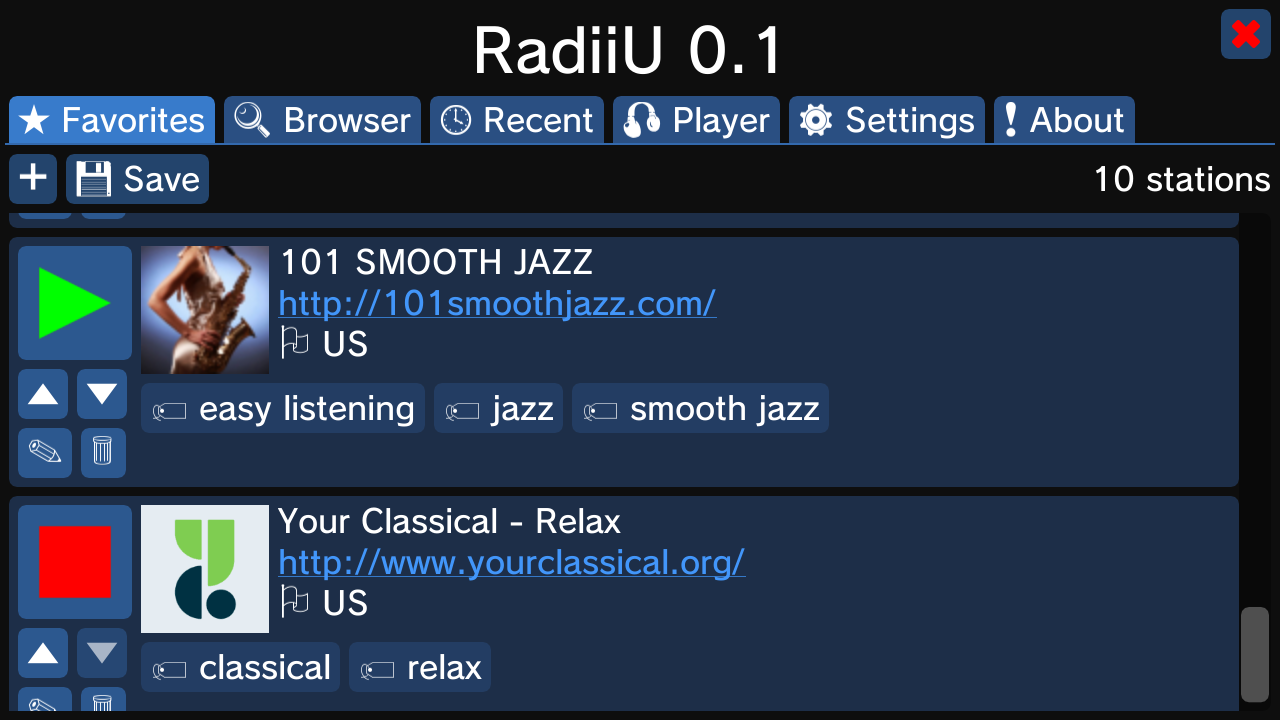 RadiiU 0.1
Favorites Browser Recent Player Settings About
+ Save 10 stations
101 SMOOTH JAZZ
http://101smoothjazz.com/
US
easy listening jazz smooth jazz
Your Classical - Relax
http://www.yourclassical.org/
US
classical relax